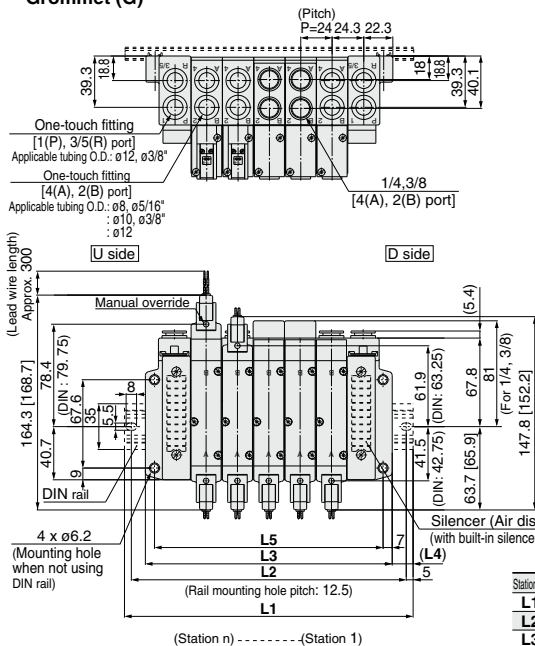 Grommet (G)
(Pitch)
P=24 24.3 22.3
39.3
18.8
18
18.8
39.3
40.1
One-touch fitting
[1(P), 3/5(R) port]
Applicable tubing O.D.: ø12, ø3/8"
One-touch fitting
[4(A), 2(B) port]
Applicable tubing O.D.: ø8, ø5/16"
: ø10, ø3/8"
: ø12
1/4,3/8
[4(A), 2(B) port]
U side
D side
(Lead wire length)
Approx. 300
Manual override
164.3 [168.7]
78.4
(DIN : 79. 75)
67.6
35
5.5
8
40.7
9
(5.4)
61.9
(DIN: 63.25)
67.8
81
(For 1/4, 3/8)
147.8 [152.2]
41.5
(DIN: 42.75)
63.7 [65.9]
DIN rail
4 x ø6.2
(Mounting hole
when not using
DIN rail)
Silencer (Air dis
(with built-in silence
L5
7
L3
(L4)
L2
5
(Rail mounting hole pitch: 12.5)
L1
(Station n) - - - - - - - - - (Station 1)
Station
L1
L2
L3